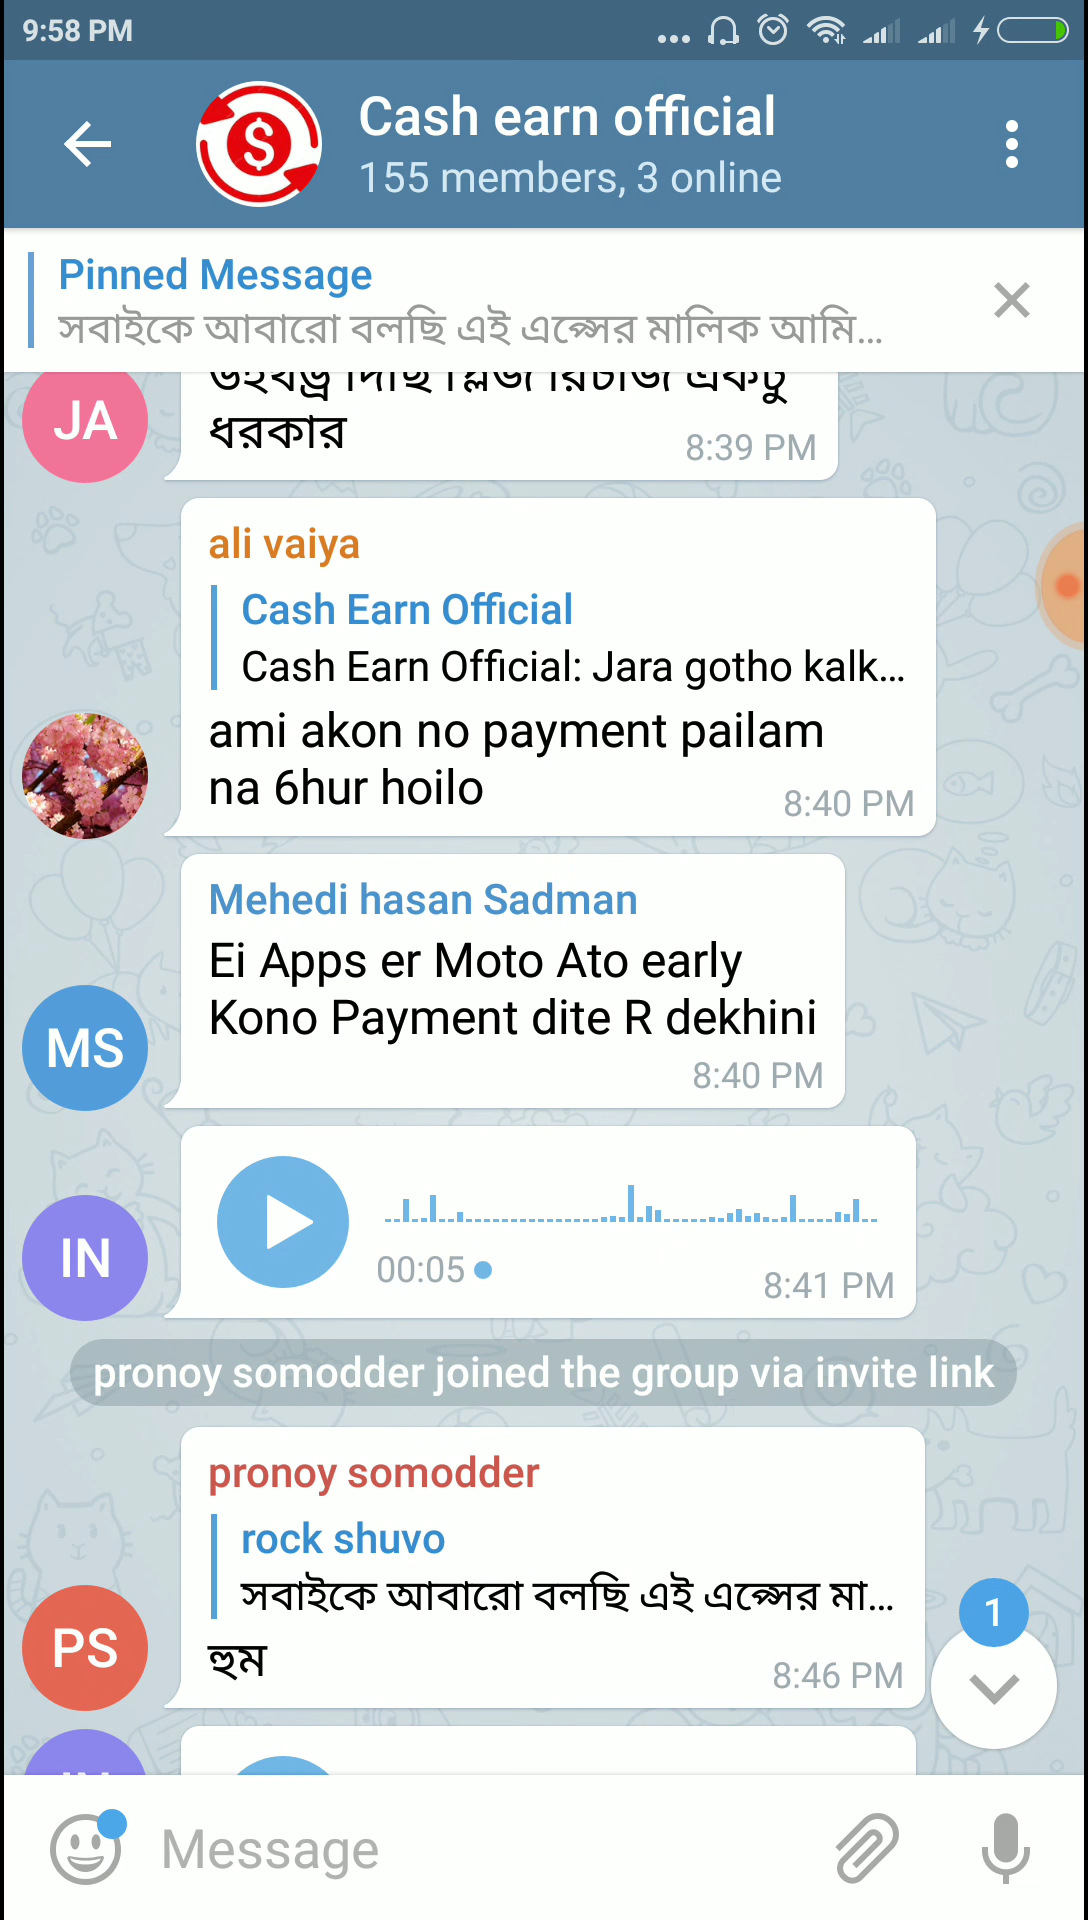 9:58 PM
Cash earn official
155 members, 3 online
Pinned Message
সবাইকে আবারো বলছি এই এপ্সের মালিক আমি...
JA
একটু
ধরকার
8:39 PM
ali vaiya
Cash Earn Official
Cash Earn Official: Jara gotho kalk...
ami akon no payment pailam
na 6hur hoilo
8:40 PM
Mehedi hasan Sadman
Ei Apps er Moto Ato early
Kono Payment dite R dekhini
MS
8:40 PM
IN
00:05
8:41 PM
pronoy somodder joined the group via invite link
pronoy somodder
rock shuvo
সবাইকে আবারো বলছি এই এপ্সের মা...
হুম
PS
8:46 PM
1
Message